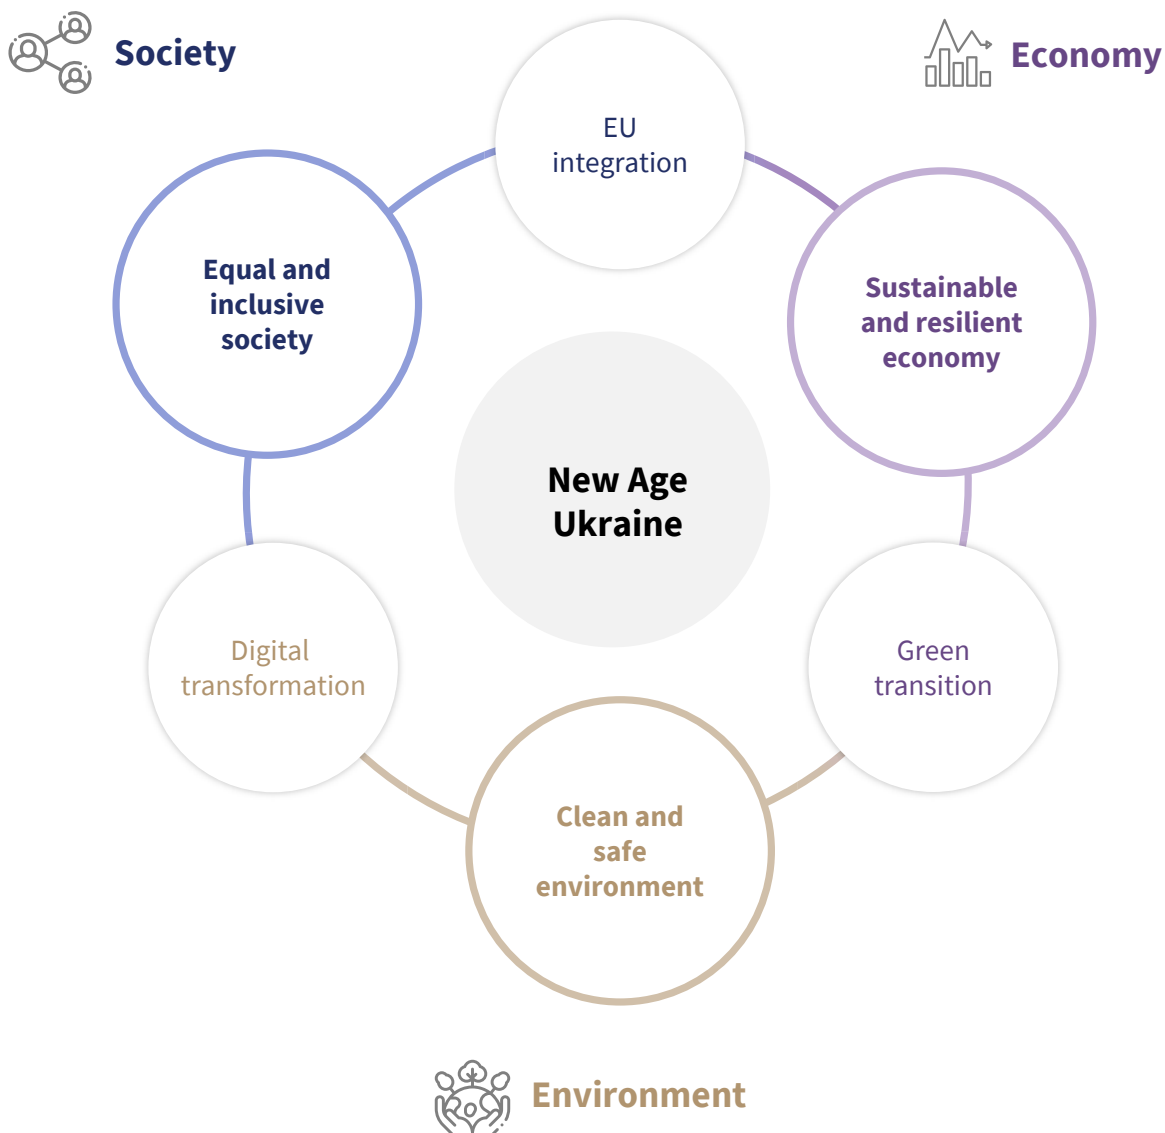 Society
Economy
EU
integration
Equal and
inclusive
society
Sustainable
and resilient
economy
New Age
Ukraine
Digital
transformation
Green
transition
Clean and
safe
environment
Environment